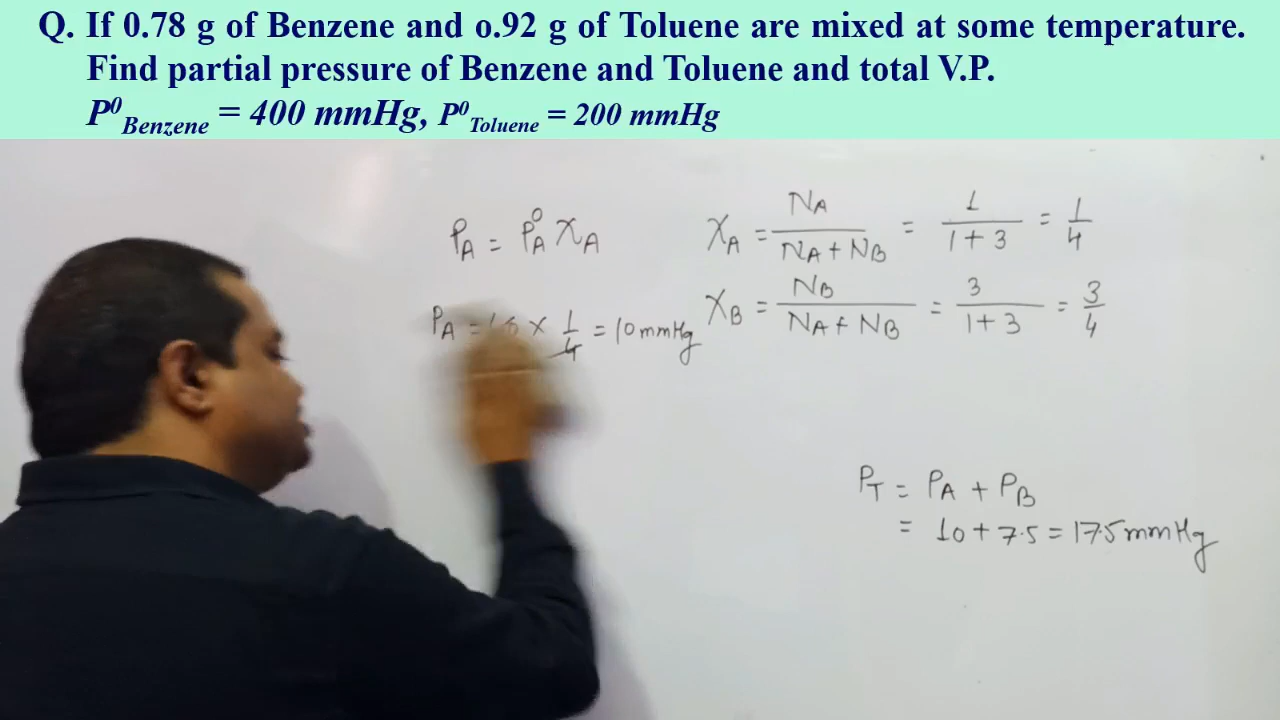 Q. If 0.78 g of Benzene and o.92 g of Toluene are mixed at some temperature.
Find partial pressure of Benzene and Toluene and total V.P.
P⁰Benzene = 400 mmHg, P⁰Toluene = 200 mmHg
PA = P⁰A XA
XA = NA / (NA + NB) = 1 / (1 + 3) = 1/4
PA = × 1/4 = 10 mmHg
XB = NB / (NA + NB) = 3 / (1 + 3) = 3/4
PT = PA + PB
= 10 + 7.5 = 17.5 mmHg